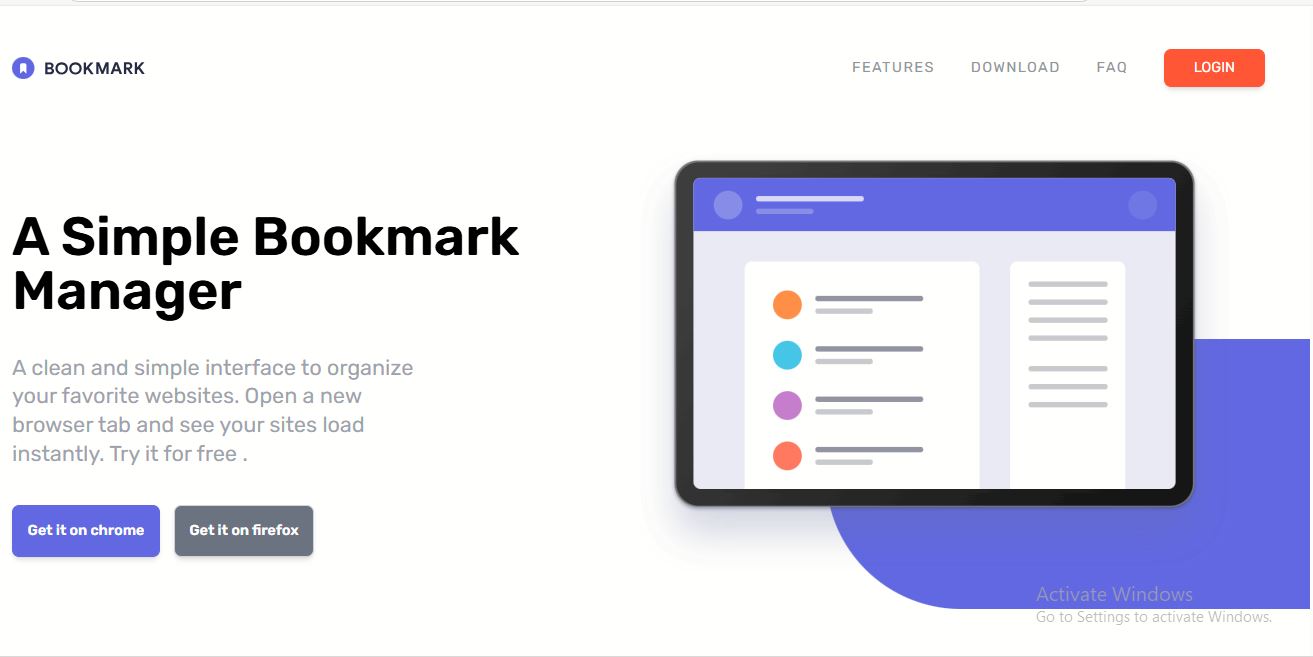 BOOKMARK
FEATURES DOWNLOAD FAQ LOGIN
A Simple Bookmark
Manager
A clean and simple interface to organize
your favorite websites. Open a new
browser tab and see your sites load
instantly. Try it for free .
Get it on chrome Get it on firefox
Activate Windows
Go to Settings to activate Windows.